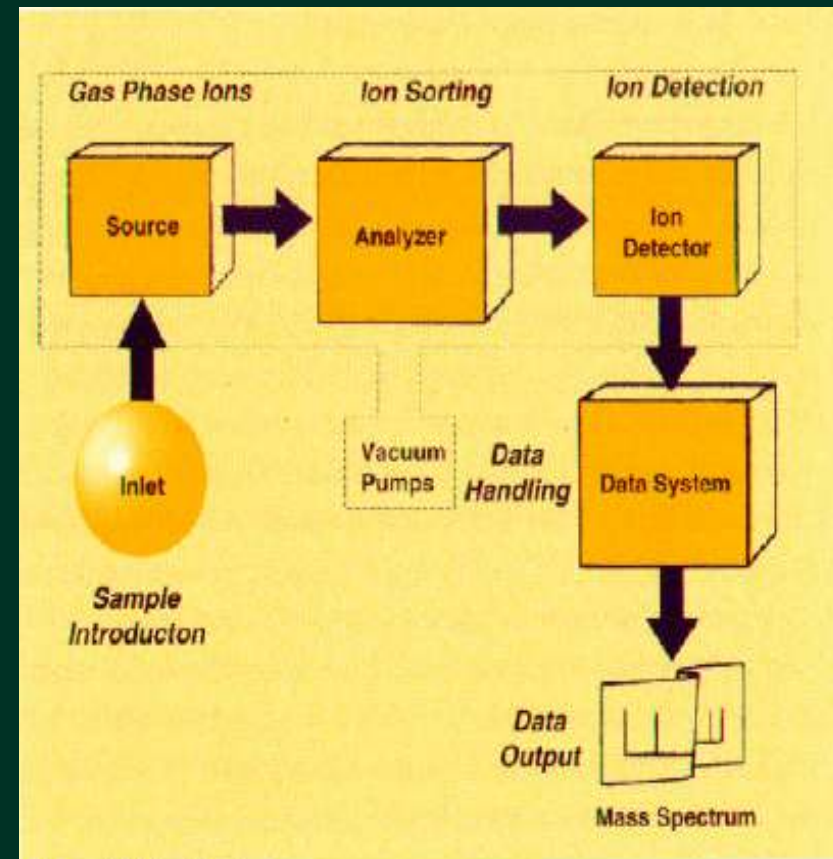 Gas Phase Ions
Ion Sorting
Ion Detection
Source
Analyzer
Ion
Detector
Inlet
Vacuum
Pumps
Data
Handling
Data System
Sample
Introducton
Data
Output
Mass Spectrum